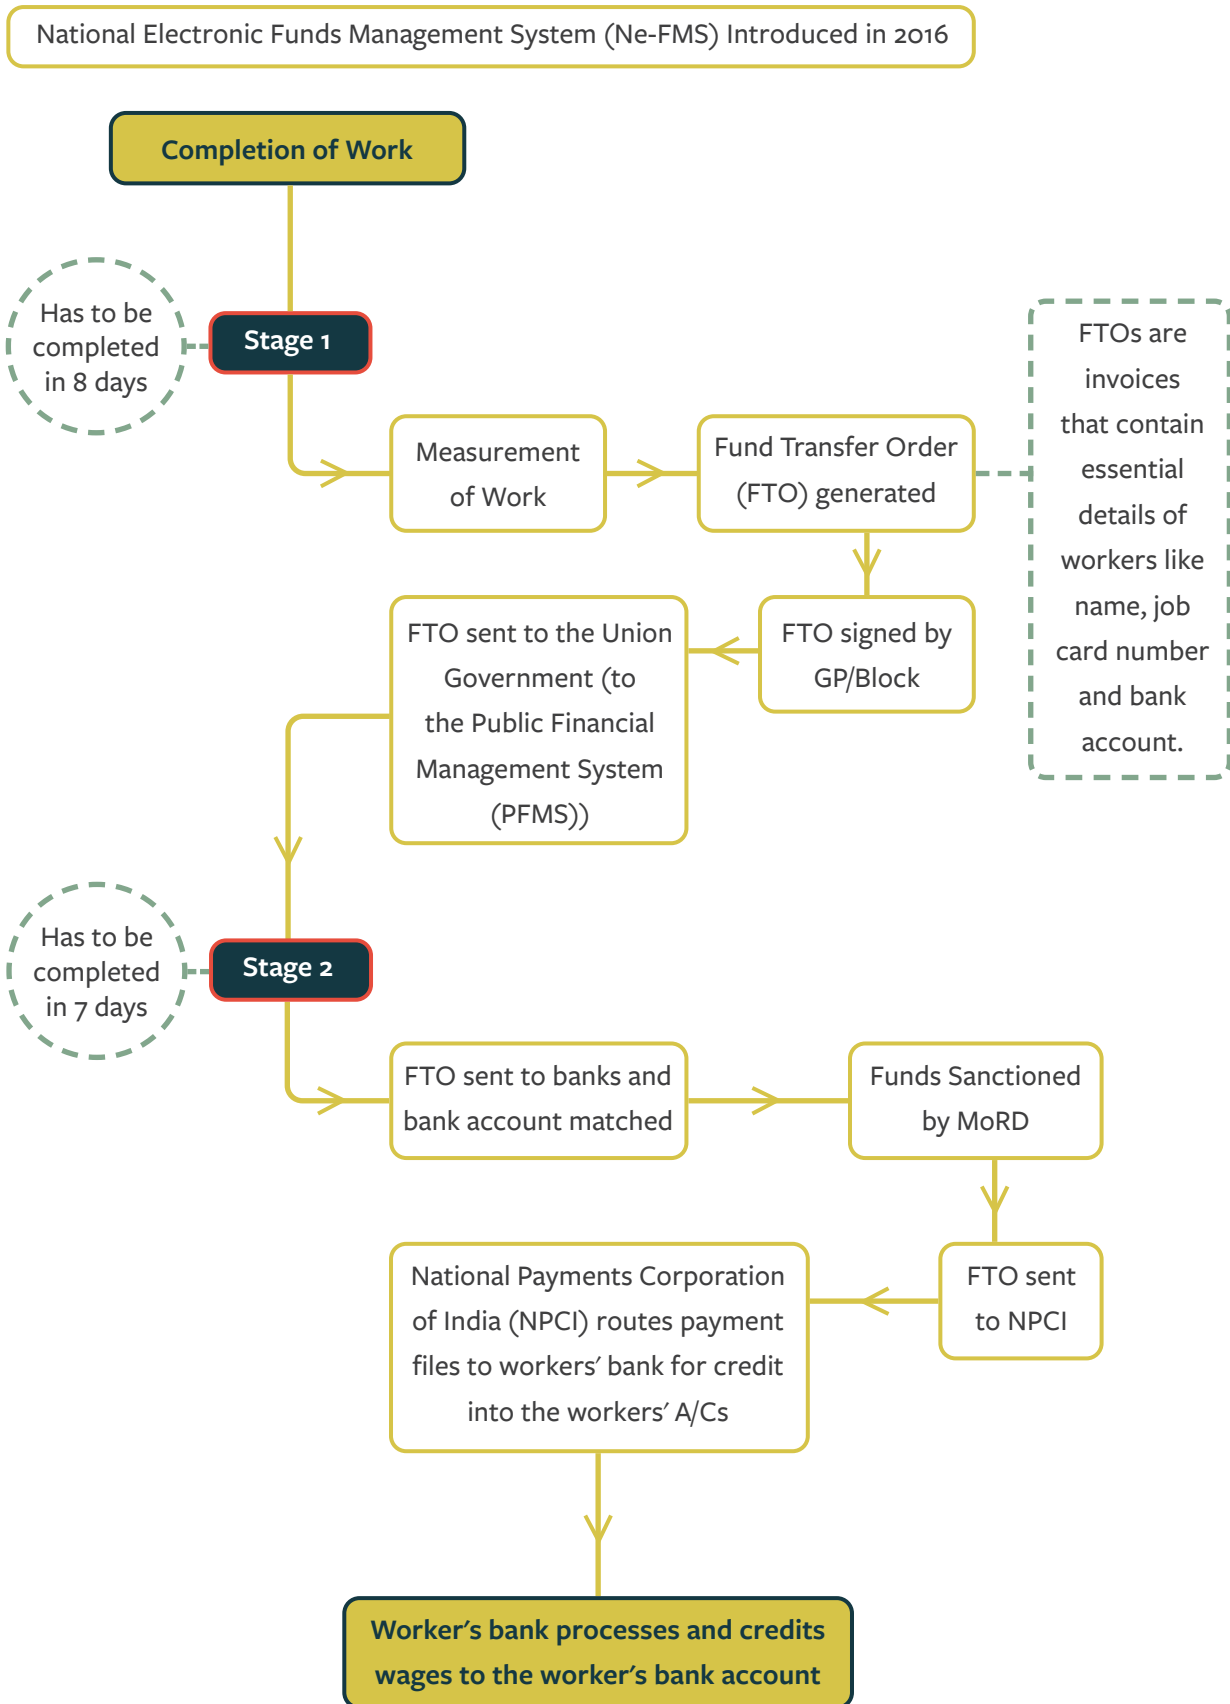 National Electronic Funds Management System (Ne-FMS) Introduced in 2016
Completion of Work
Has to be
completed
in 8 days
Stage 1
Measurement
of Work
Fund Transfer Order
(FTO) generated
FTOs are
invoices
that contain
essential
details of
workers like
name, job
card number
and bank
account.
FTO signed by
GP/Block
FTO sent to the Union
Government (to
the Public Financial
Management System
(PFMS))
Has to be
completed
in 7 days
Stage 2
FTO sent to banks and
bank account matched
Funds Sanctioned
by MoRD
FTO sent
to NPCI
National Payments Corporation
of India (NPCI) routes payment
files to workers' bank for credit
into the workers' A/Cs
Worker's bank processes and credits
wages to the worker's bank account